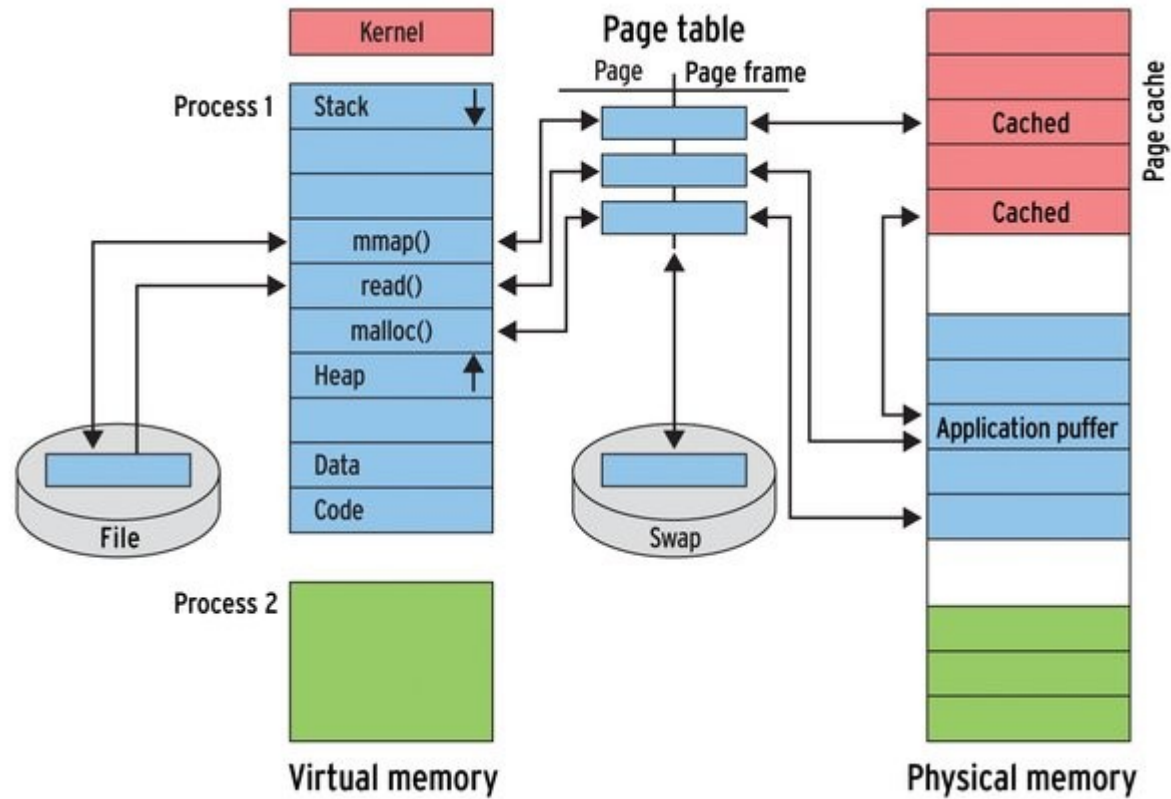 Kernel
Page table
Page
Page frame
Process 1
Stack
mmap()
read()
malloc()
Heap
Data
Code
File
Swap
Cached
Cached
Page cache
Application puffer
Process 2
Virtual memory
Physical memory